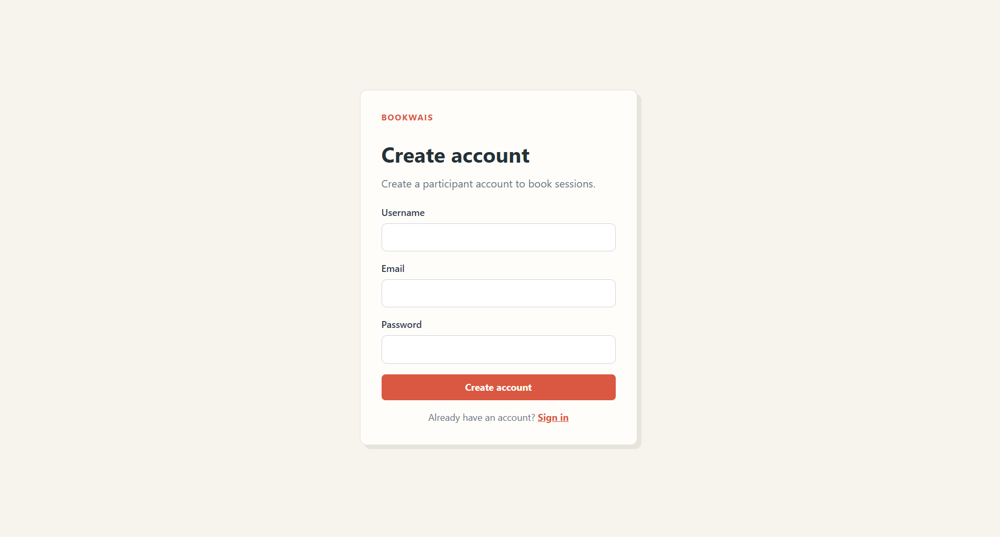 BOOKWAIS
Create account
Create a participant account to book sessions.
Username
Email
Password
Create account
Already have an account? Sign in